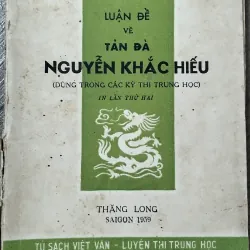 LUẬN ĐỀ
VỀ
TẢN ĐÀ
NGUYỄN KHẮC HIẾU
(DÙNG TRONG CÁC KỲ THI TRUNG HỌC)
IN LẦN THỨ HAI
THĂNG LONG
SAIGON 1959
TỦ SÁCH VIỆT VĂN - LUYỆN THI TRUNG HỌC